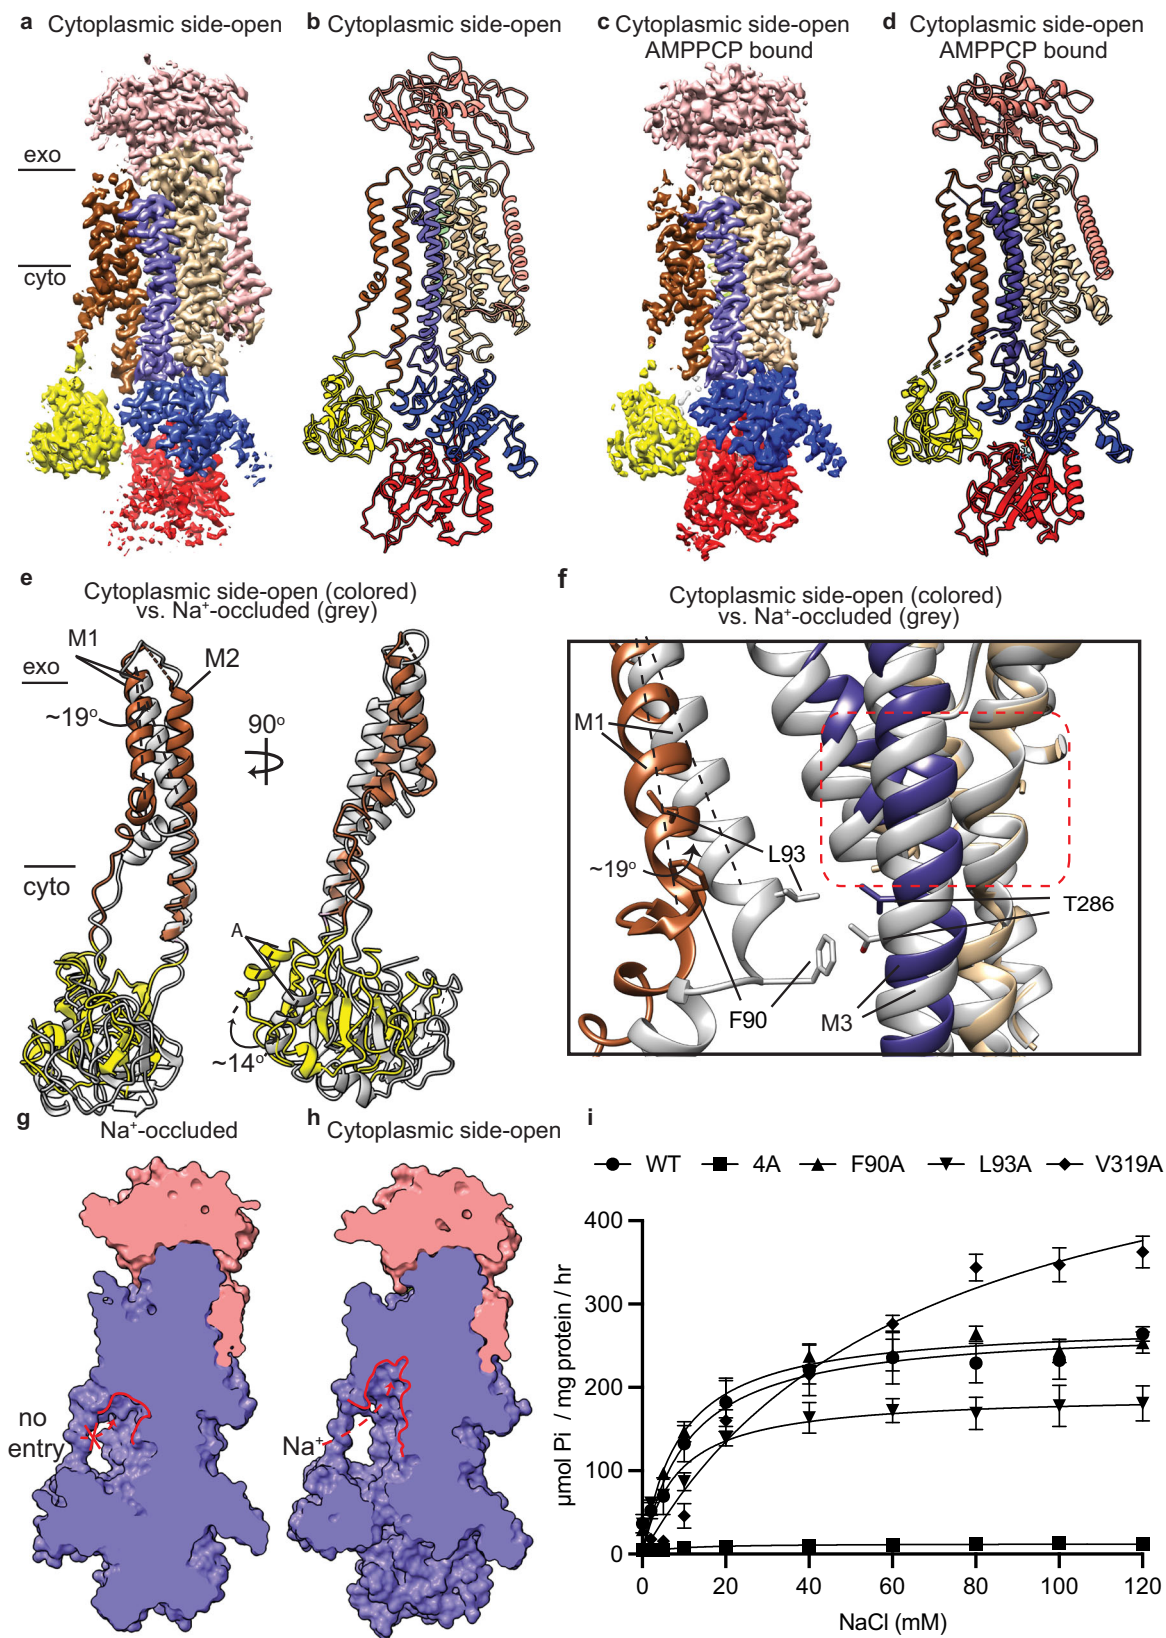 a Cytoplasmic side-open
b Cytoplasmic side-open
c Cytoplasmic side-open
AMPPCP bound
d Cytoplasmic side-open
AMPPCP bound
exo
cyto
e
Cytoplasmic side-open (colored)
vs. Na⁺-occluded (grey)
M1
M2
exo
~19°
90°
cyto
A
~14°
f
Cytoplasmic side-open (colored)
vs. Na⁺-occluded (grey)
M1
L93
~19°
T286
F90
M3
g
Na⁺-occluded
no
entry
h
Cytoplasmic side-open
Na⁺
i
WT 4A F90A L93A V319A
µmol Pi / mg protein / hr
400
300
200
100
0
0 20 40 60 80 100 120
NaCl (mM)